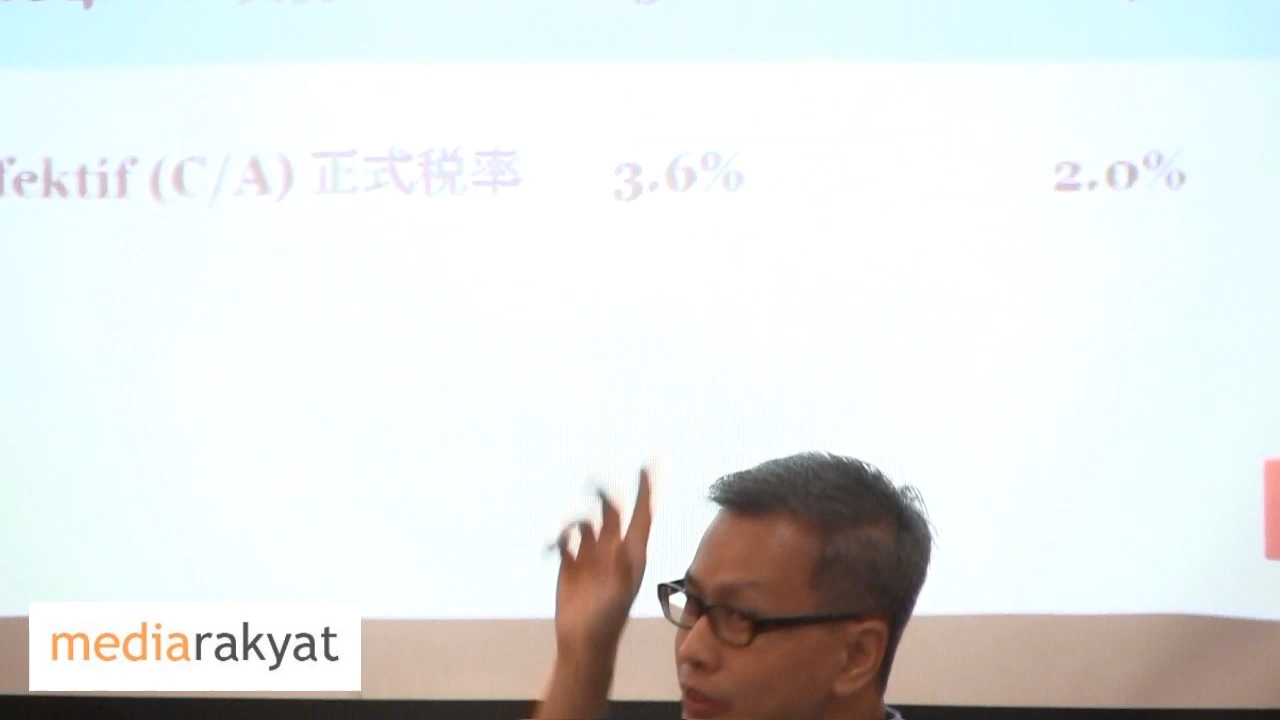 fektif (C/A) 正式税率 3.6% 2.0%
mediarakyat